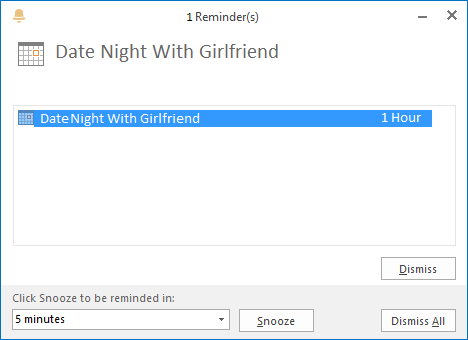 1 Reminder(s)
Date Night With Girlfriend
Date Night With Girlfriend 1 Hour
Dismiss
Click Snooze to be reminded in:
5 minutes Snooze Dismiss All